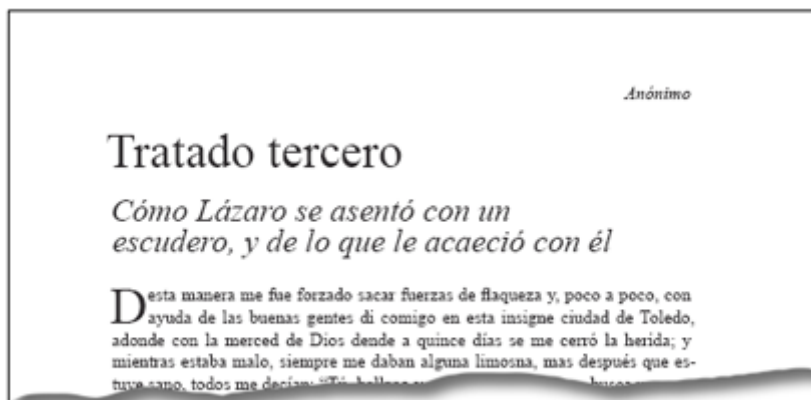 Anónimo
Tratado tercero
Cómo Lázaro se asentó con un
escudero, y de lo que le acaeció con él
Desta manera me fue forzado sacar fuerzas de flaqueza y, poco a poco, con
ayuda de las buenas gentes di comigo en esta insigne ciudad de Toledo,
adonde con la merced de Dios dende a quince días se me cerró la herida; y
mientras estaba malo, siempre me daban alguna limosna, mas después que es-
tuve sano, todos me decían: “Tú,